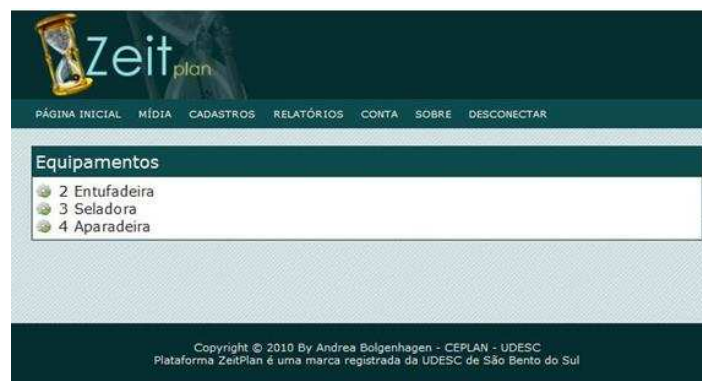 Zeit plan
PÁGINA INICIAL MÍDIA CADASTROS RELATÓRIOS CONTA SOBRE DESCONECTAR
Equipamentos
2 Entufadeira
3 Seladora
4 Aparadeira
Copyright © 2010 By Andrea Bolgenhagen - CEPLAN - UDESC
Plataforma ZeitPlan é uma marca registrada da UDESC de São Bento do Sul